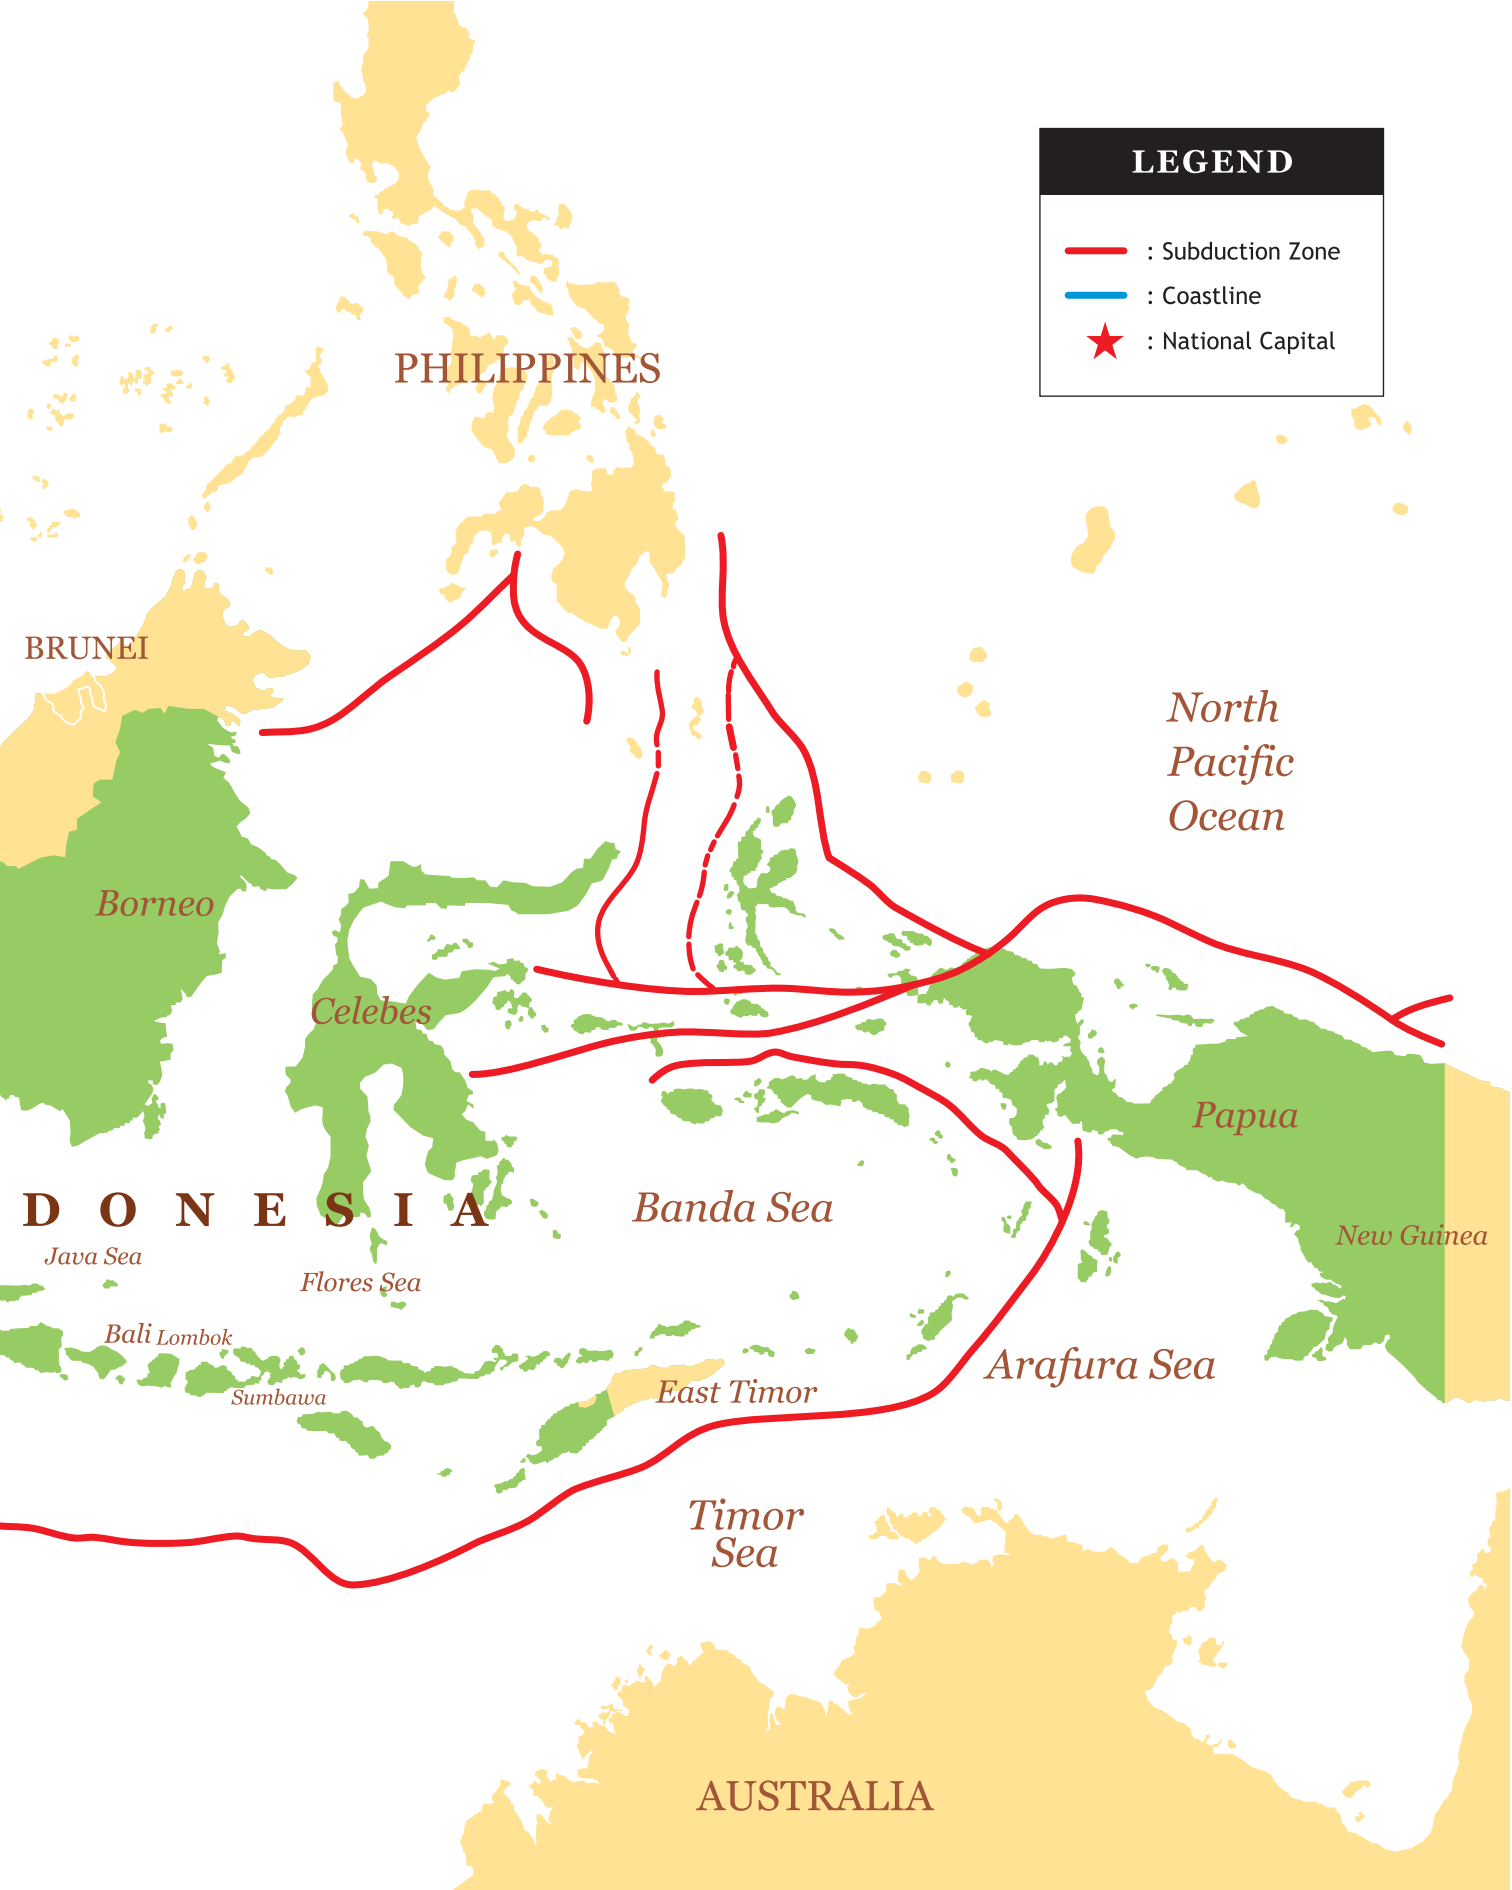 LEGEND
: Subduction Zone
: Coastline
: National Capital
PHILIPPINES
BRUNEI
North
Pacific
Ocean
Borneo
Celebes
Papua
DONESIA
Banda Sea
New Guinea
Java Sea
Flores Sea
Bali
Lombok
Arafura Sea
Sumbawa
East Timor
Timor
Sea
AUSTRALIA